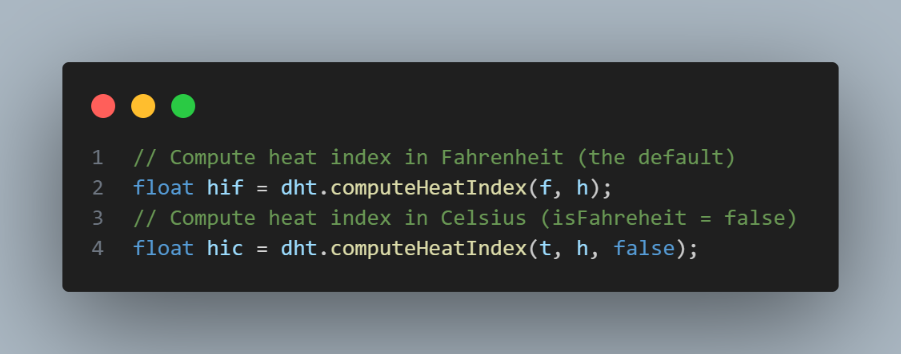 1 // Compute heat index in Fahrenheit (the default)
2 float hif = dht.computeHeatIndex(f, h);
3 // Compute heat index in Celsius (isFahreheit = false)
4 float hic = dht.computeHeatIndex(t, h, false);